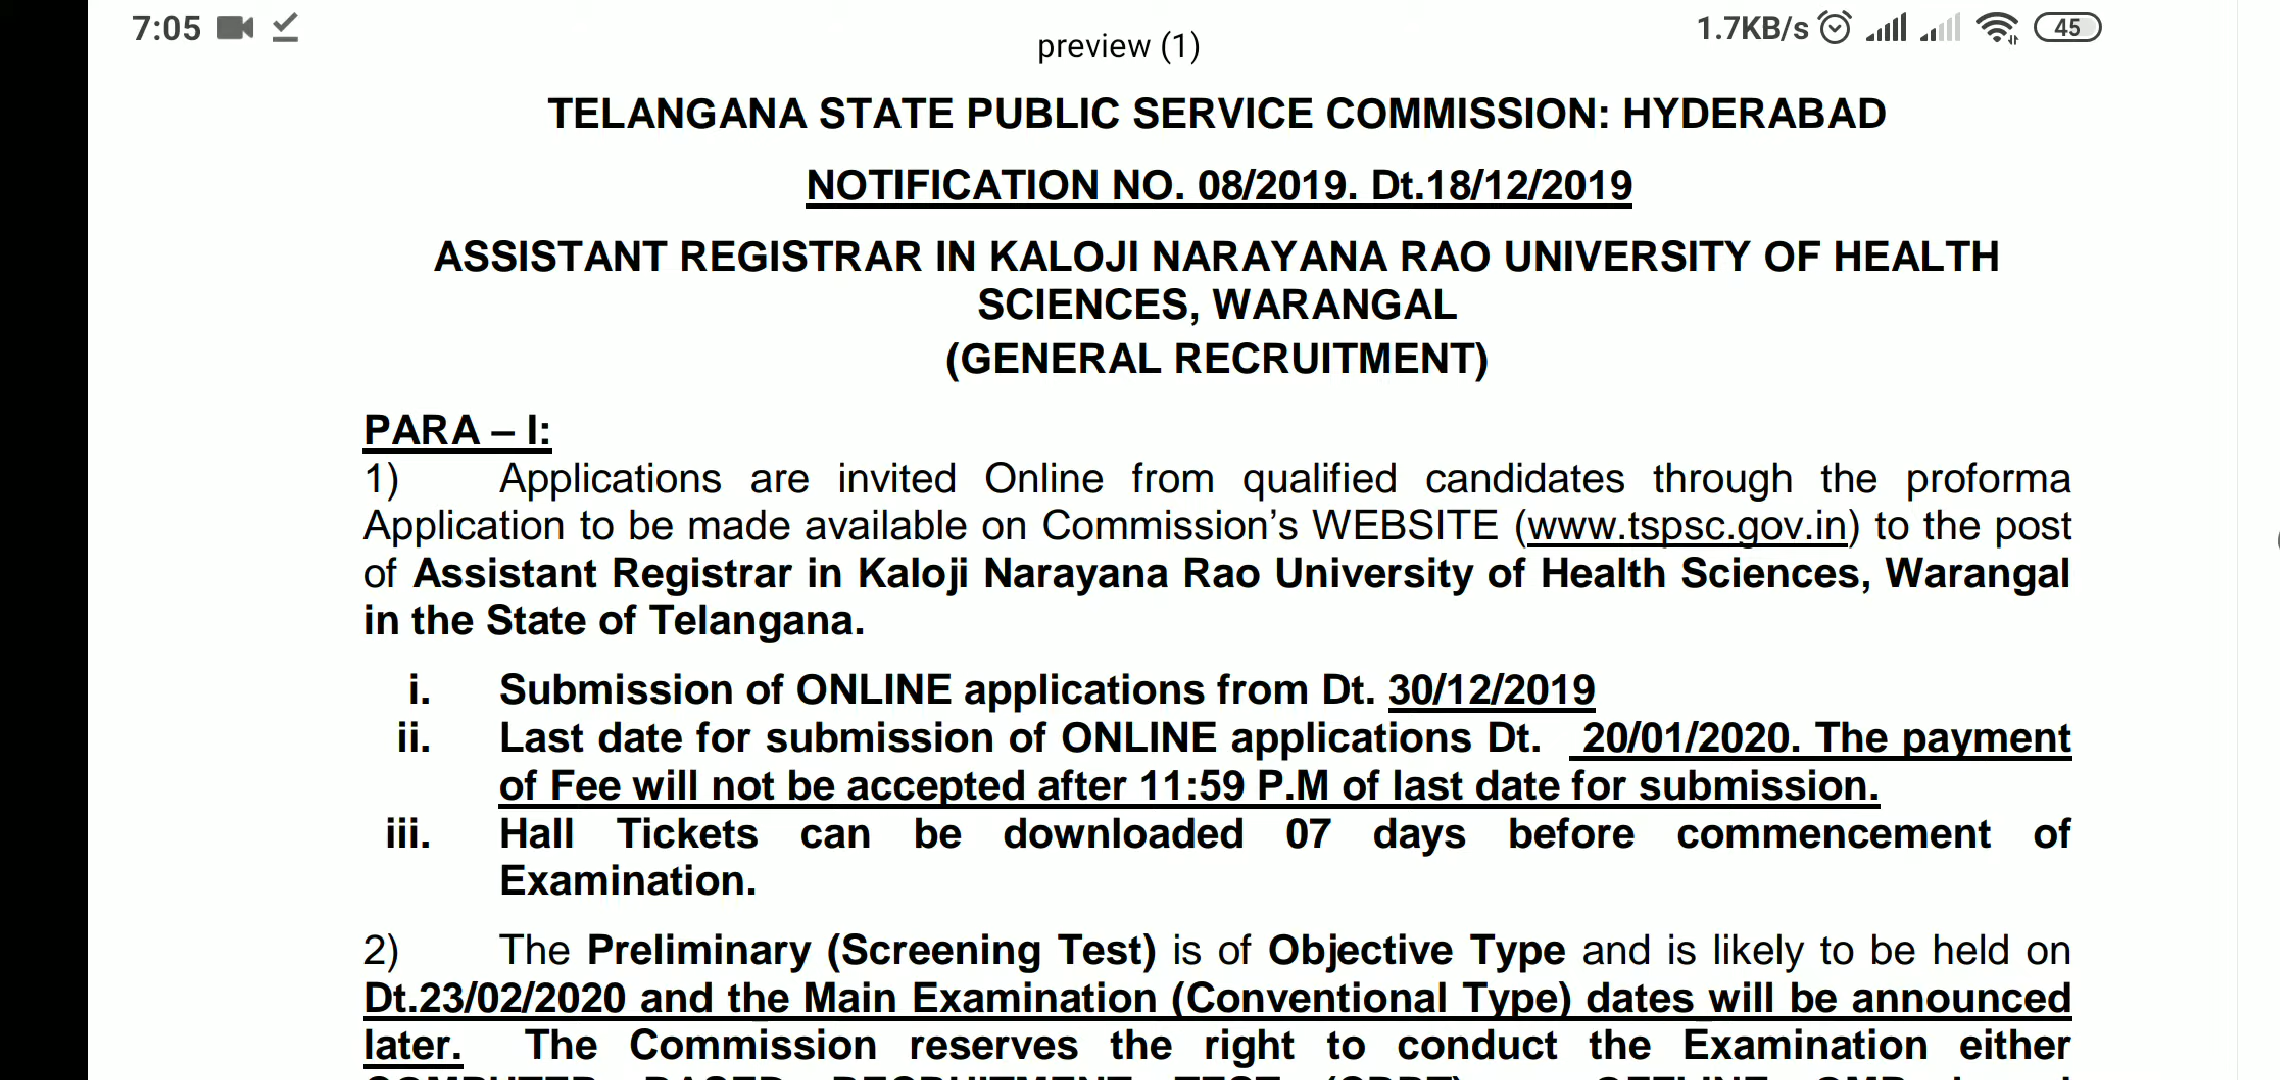 7:05
1.7KB/s
45
preview (1)
TELANGANA STATE PUBLIC SERVICE COMMISSION: HYDERABAD
NOTIFICATION NO. 08/2019. Dt.18/12/2019
ASSISTANT REGISTRAR IN KALOJI NARAYANA RAO UNIVERSITY OF HEALTH
SCIENCES, WARANGAL
(GENERAL RECRUITMENT)
PARA – I:
1) Applications are invited Online from qualified candidates through the proforma
Application to be made available on Commission’s WEBSITE (www.tspsc.gov.in) to the post
of Assistant Registrar in Kaloji Narayana Rao University of Health Sciences, Warangal
in the State of Telangana.
i. Submission of ONLINE applications from Dt. 30/12/2019
ii. Last date for submission of ONLINE applications Dt. 20/01/2020. The payment
of Fee will not be accepted after 11:59 P.M of last date for submission.
iii. Hall Tickets can be downloaded 07 days before commencement of
Examination.
2) The Preliminary (Screening Test) is of Objective Type and is likely to be held on
Dt.23/02/2020 and the Main Examination (Conventional Type) dates will be announced
later. The Commission reserves the right to conduct the Examination either